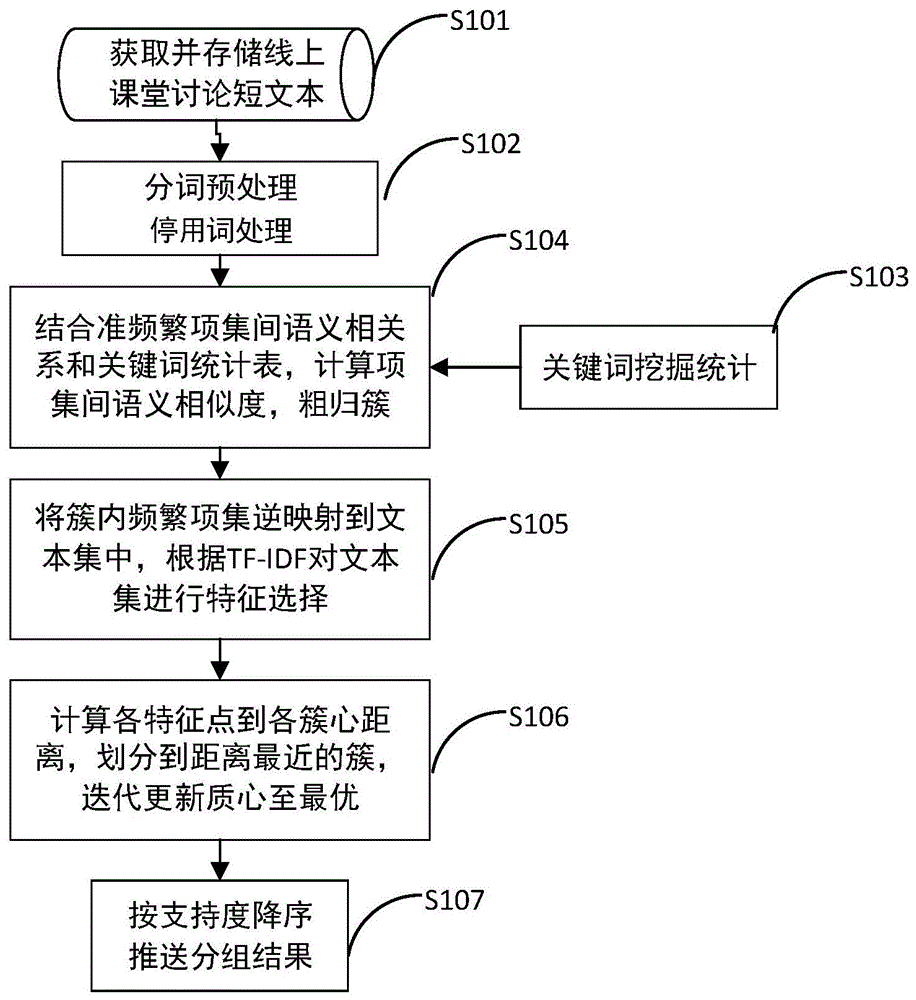 获取并存储线上
课堂讨论短文本
S101
分词预处理
停用词处理
S102
结合准频繁项集间语义相关
系和关键词统计表，计算项
集间语义相似度，粗归簇
S104
关键词挖掘统计
S103
将簇内频繁项集逆映射到文
本集中，根据TF-IDF对文本
集进行特征选择
S105
计算各特征点到各簇心距
离，划分到距离最近的簇，
迭代更新质心至最优
S106
按支持度降序
推送分组结果
S107